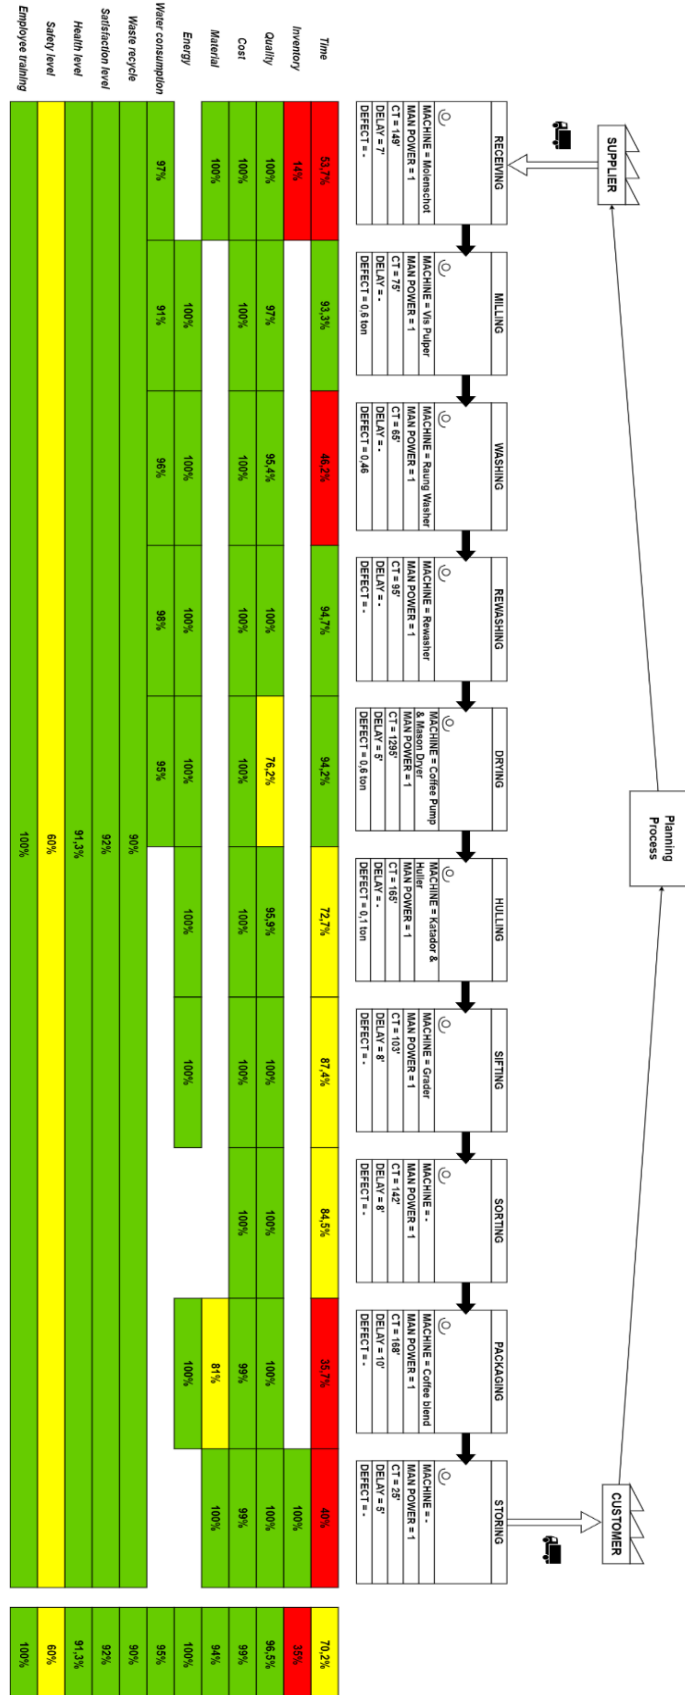 Planning
Process
SUPPLIER
CUSTOMER
RECEIVING
MACHINE = Molenschot
MAN POWER = 1
CT = 149'
DELAY = 7'
DEFECT = -
MILLING
MACHINE = Vis Pulper
MAN POWER = 1
CT = 75'
DELAY = -
DEFECT = 0,6 ton
WASHING
MACHINE = Raung Washer
MAN POWER = 1
CT = 65'
DELAY = -
DEFECT = 0,46
REWASHING
MACHINE = Rewasher
MAN POWER = 1
CT = 95'
DELAY = -
DEFECT = -
DRYING
MACHINE = Coffee Pump
& Mason Dryer
MAN POWER = 1
CT = 1295'
DELAY = 5'
DEFECT = 0,6 ton
HULLING
MACHINE = Katador &
Huller
MAN POWER = 1
CT = 165'
DELAY = -
DEFECT = 0,1 ton
SIFTING
MACHINE = Grader
MAN POWER = 1
CT = 103'
DELAY = 8'
DEFECT = -
SORTING
MACHINE = -
MAN POWER = 1
CT = 142'
DELAY = 8'
DEFECT = -
PACKAGING
MACHINE = Coffee blend
MAN POWER = 1
CT = 168'
DELAY = 10'
DEFECT = -
STORING
MACHINE = -
MAN POWER = 1
CT = 25'
DELAY = 5'
DEFECT = -
Time 53,7% 93,3% 46,2% 94,7% 94,2% 72,7% 87,4% 84,5% 35,7% 40% 70,2%
Inventory 14% 100% 35%
Quality 100% 97% 95,4% 100% 76,2% 95,9% 100% 100% 100% 96,5%
Cost 100% 100% 100% 100% 100% 100% 100% 100% 99% 99% 99%
Material 100% 81% 100% 94%
Energy 100% 100% 100% 100% 100% 100% 100% 100%
Water consumption 97% 91% 96% 98% 95% 95%
Waste recycle 90% 90%
Satisfaction level 92% 92%
Health level 91,3% 91,3%
Safety level 60% 60%
Employee training 100% 100%